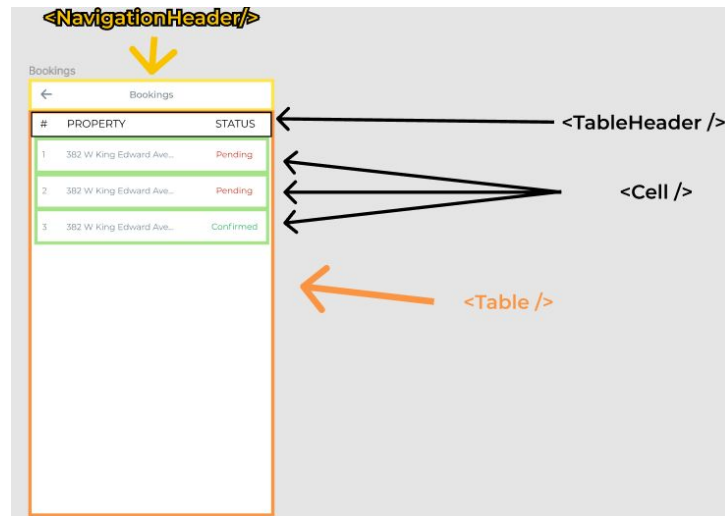 <NavigationHeader/>
Bookings
Bookings
# PROPERTY STATUS
<TableHeader />
1 382 W King Edward Ave... Pending
2 382 W King Edward Ave... Pending
<Cell />
3 382 W King Edward Ave... Confirmed
<Table />